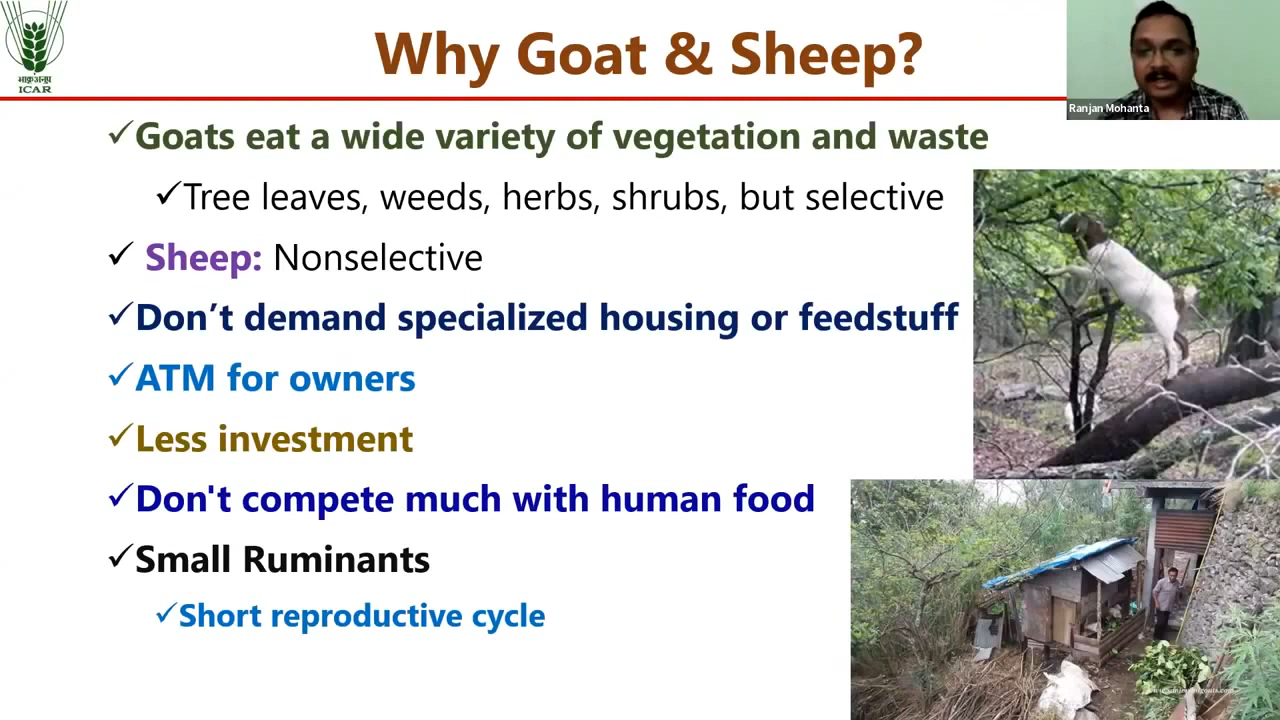 भाकृअनुप
ICAR
Why Goat & Sheep?
Ranjan Mohanta
✓Goats eat a wide variety of vegetation and waste
✓Tree leaves, weeds, herbs, shrubs, but selective
✓ Sheep: Nonselective
✓Don’t demand specialized housing or feedstuff
✓ATM for owners
✓Less investment
✓Don't compete much with human food
✓Small Ruminants
✓Short reproductive cycle